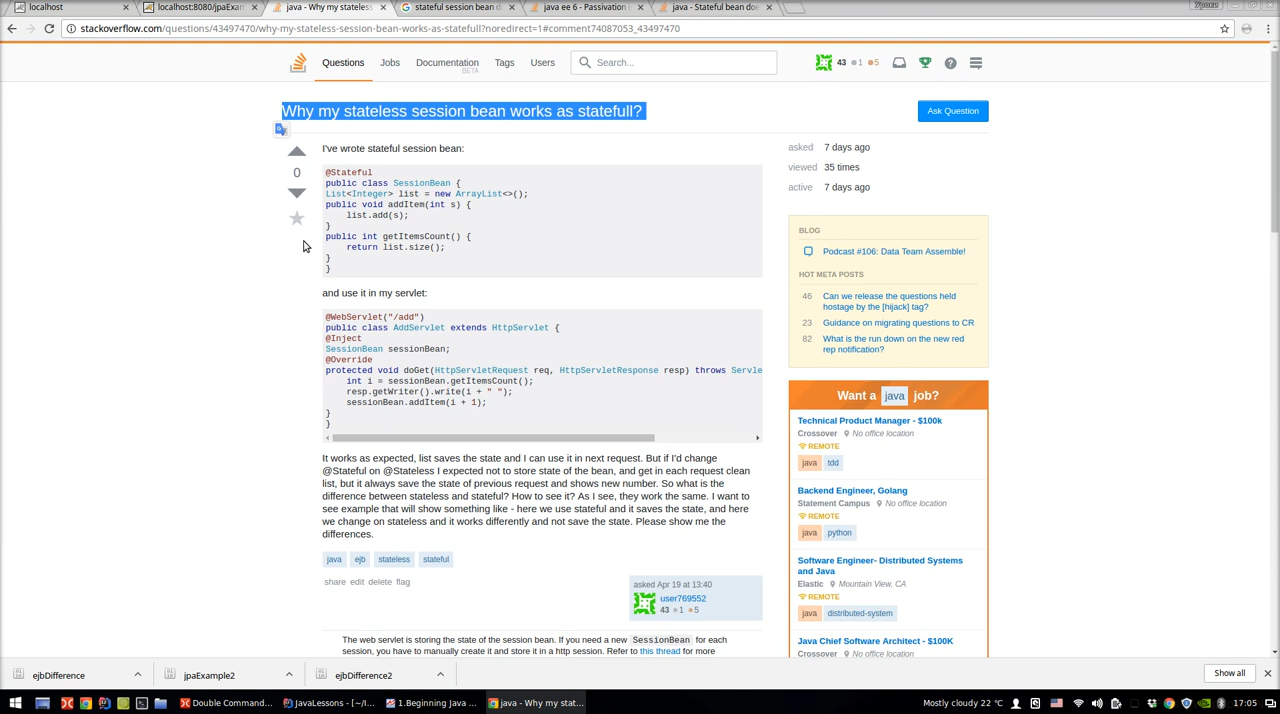 localhost
localhost:8080/jpaExam
java - Why my stateless
stateful session bean do
java ee 6 - Passivation i
java - Stateful bean doe
stackoverflow.com/questions/43497470/why-my-stateless-session-bean-works-as-statefull?noredirect=1#comment74087053_43497470
Questions Jobs Documentation Tags Users Search... 43 1 5
BETA
Why my stateless session bean works as statefull?
Ask Question
I've wrote stateful session bean:
0
@Stateful
public class SessionBean {
List<Integer> list = new ArrayList<>();
public void addItem(int s) {
list.add(s);
}
public int getItemsCount() {
return list.size();
}
}
and use it in my servlet:
@WebServlet("/add")
public class AddServlet extends HttpServlet {
@Inject
SessionBean sessionBean;
@Override
protected void doGet(HttpServletRequest req, HttpServletResponse resp) throws Servle
int i = sessionBean.getItemsCount();
resp.getWriter().write(i + " ");
sessionBean.addItem(i + 1);
}
}
It works as expected, list saves the state and I can use it in next request. But if I'd change
@Stateful on @Stateless I expected not to store state of the bean, and get in each request clean
list, but it always save the state of previous request and shows new number. So what is the
difference between stateless and stateful? How to see it? As I see, they work the same. I want to
see example that will show something like - here we use stateful and it saves the state, and here
we change on stateless and it works differently and not save the state. Please show me the
differences.
java ejb stateless stateful
share edit delete flag
asked Apr 19 at 13:40
user769552
43 1 5
The web servlet is storing the state of the session bean. If you need a new SessionBean for each
session, you have to manually create it and store it in a http session. Refer to this thread for more
asked 7 days ago
viewed 35 times
active 7 days ago
BLOG
Podcast #106: Data Team Assemble!
HOT META POSTS
46 Can we release the questions held
hostage by the [hijack] tag?
23 Guidance on migrating questions to CR
82 What is the run down on the new red
rep notification?
Want a java job?
Technical Product Manager - $100k
Crossover No office location
REMOTE
java tdd
Backend Engineer, Golang
Statement Campus No office location
REMOTE
java python
Software Engineer- Distributed Systems
and Java
Elastic Mountain View, CA
REMOTE
java distributed-system
Java Chief Software Architect - $100K
Crossover No office location
ejbDifference
jpaExample2
ejbDifference2
Show all
Double Command...
JavaLessons - [~/I...
1.Beginning Java ...
java - Why my stat...
Mostly cloudy 22 °C
17:05